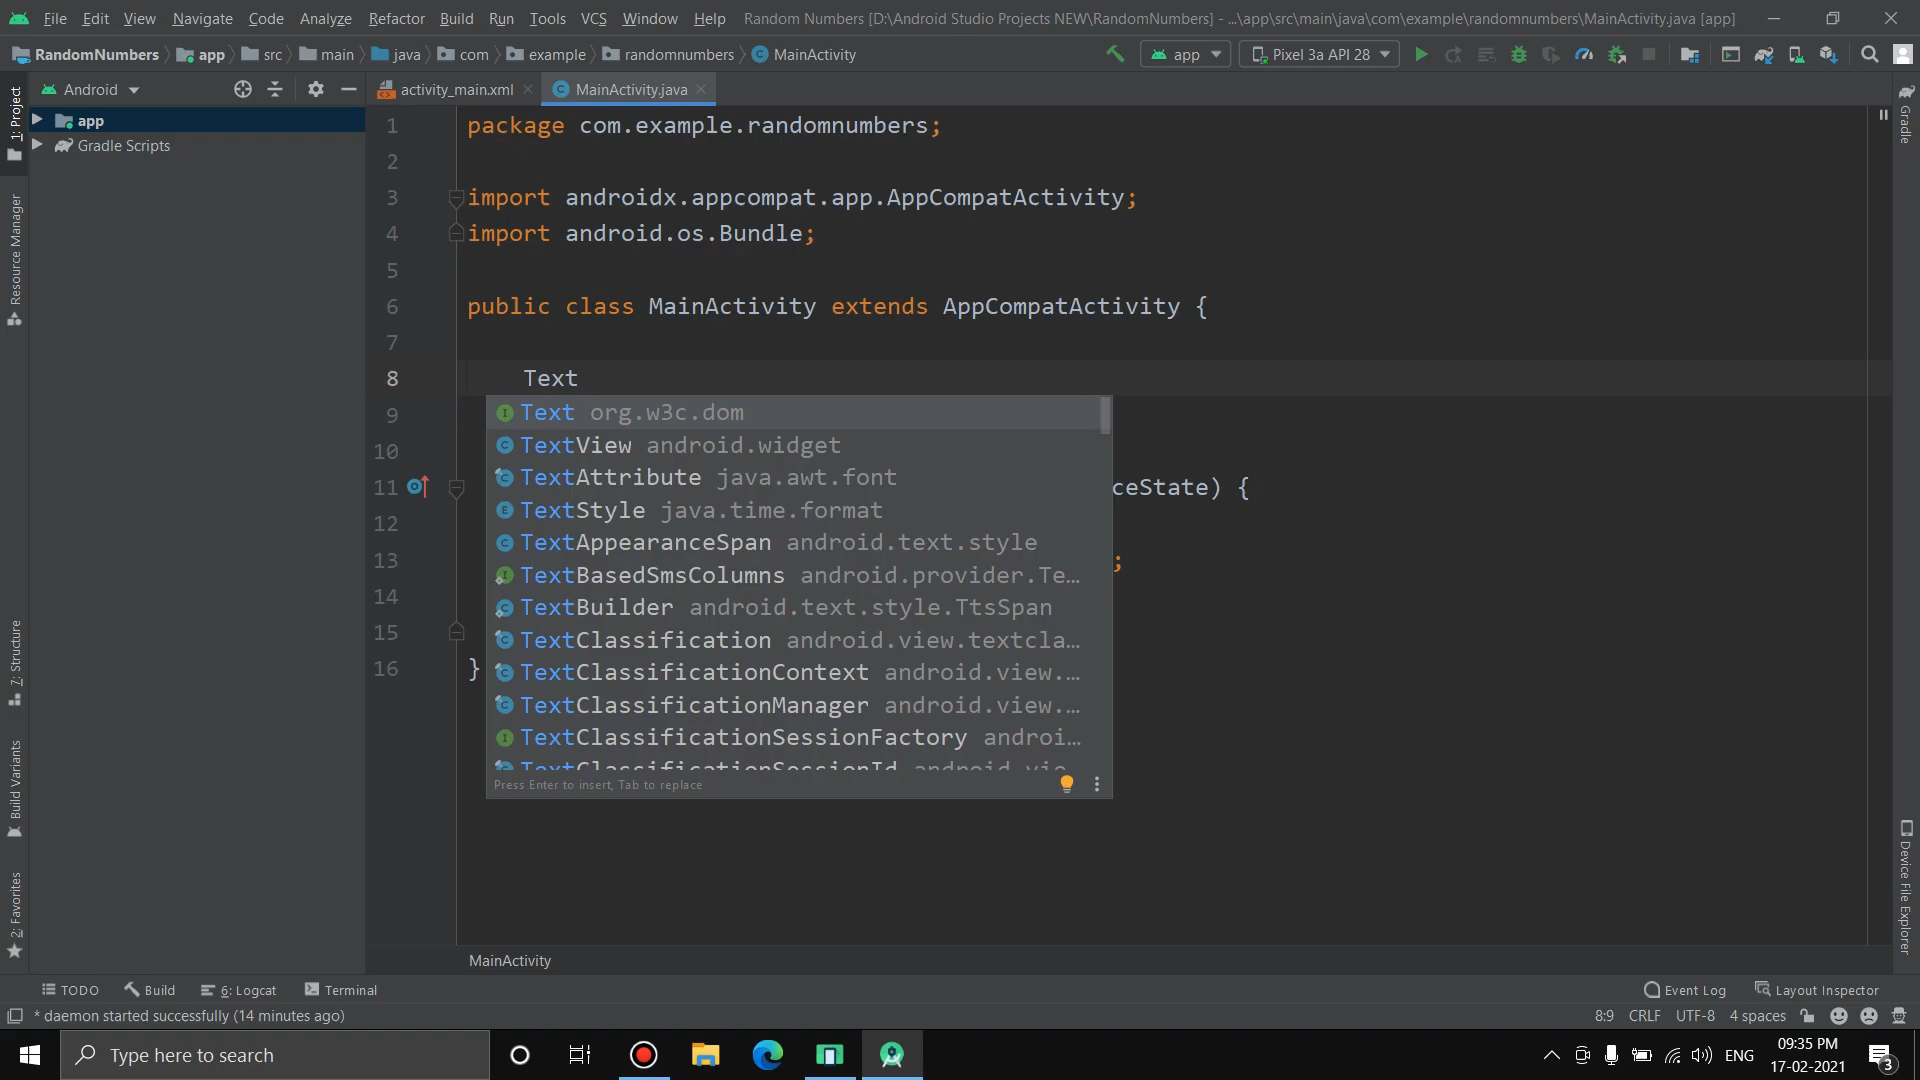 File Edit View Navigate Code Analyze Refactor Build Run Tools VCS Window Help Random Numbers [D:\Android Studio Projects NEW\RandomNumbers] - ...\app\src\main\java\com\example\randomnumbers\MainActivity.java [app]
RandomNumbers app src main java com example randomnumbers MainActivity app Pixel 3a API 28
Android activity_main.xml MainActivity.java
app
Gradle Scripts
1: Project
Resource Manager
7: Structure
Build Variants
2: Favorites
1 package com.example.randomnumbers;
2
3 import androidx.appcompat.app.AppCompatActivity;
4 import android.os.Bundle;
5
6 public class MainActivity extends AppCompatActivity {
7
8 Text
9
10
11 ceState) {
12
13 ;
14
15
16 }
Text org.w3c.dom
TextView android.widget
TextAttribute java.awt.font
TextStyle java.time.format
TextAppearanceSpan android.text.style
TextBasedSmsColumns android.provider.Te...
TextBuilder android.text.style.TtsSpan
TextClassification android.view.textcla...
TextClassificationContext android.view....
TextClassificationManager android.view....
TextClassificationSessionFactory androi...
TextClassificationSessionId android.vie...
Press Enter to insert, Tab to replace
Gradle
Device File Explorer
MainActivity
TODO Build 6: Logcat Terminal Event Log Layout Inspector
* daemon started successfully (14 minutes ago) 8:9 CRLF UTF-8 4 spaces
Type here to search ENG 09:35 PM
17-02-2021
3